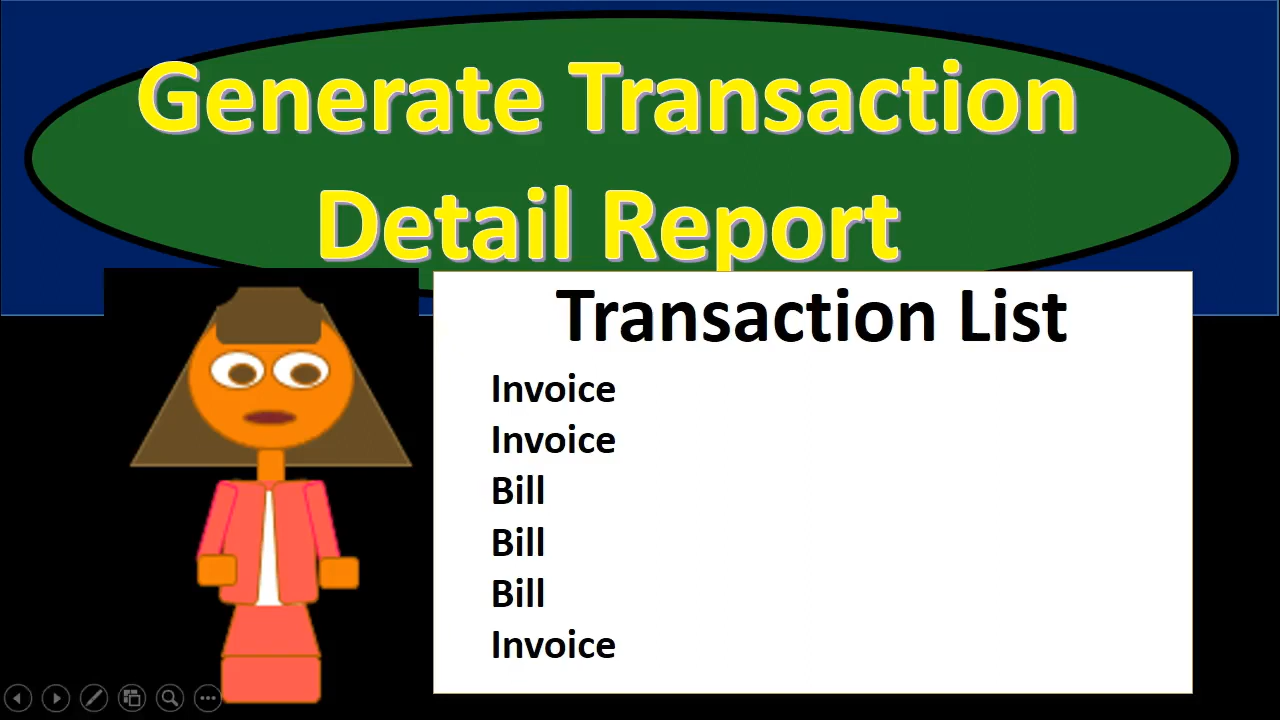 Generate Transaction
Detail Report
Transaction List
Invoice
Invoice
Bill
Bill
Bill
Invoice